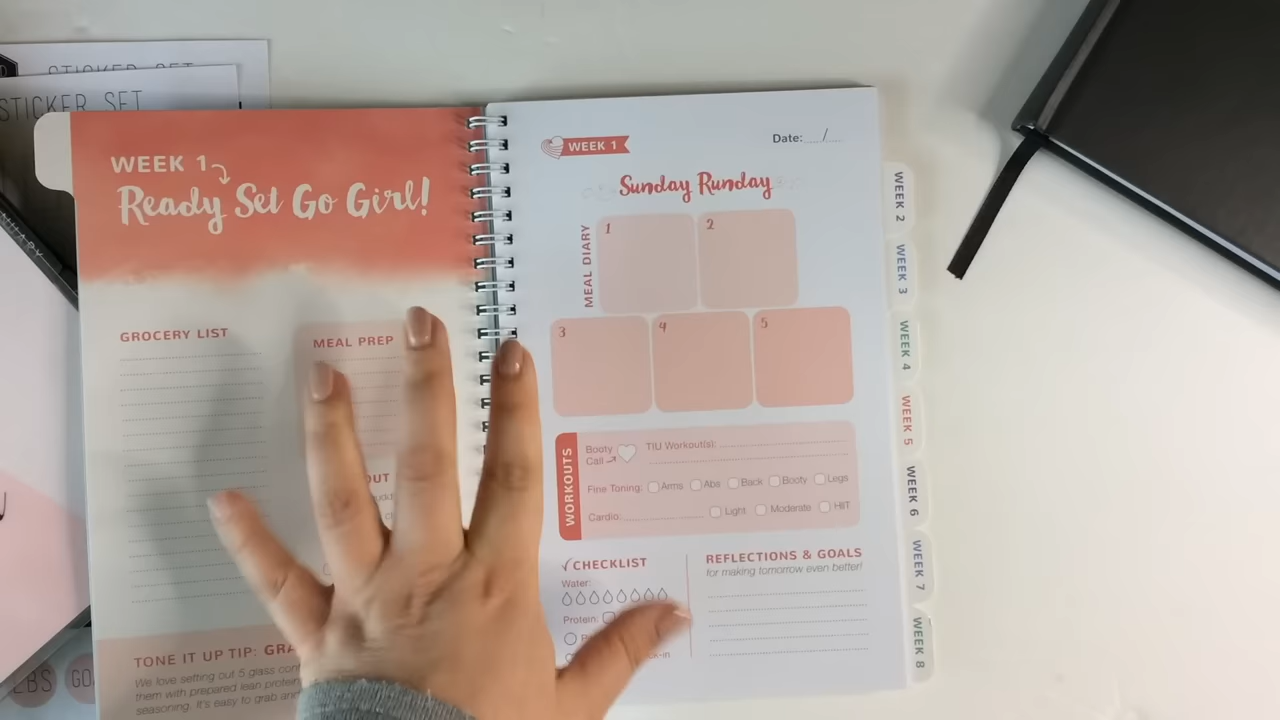 STICKER SET
STICKER SET
WEEK 1
Ready Set Go Girl!
GROCERY LIST
MEAL PREP
OUT
TONE IT UP TIP: GRA
We love setting out 5 glass con
them with prepared lean protein
seasoning. It's easy to grab and
WEEK 1
Date:...../.....
Sunday Runday
MEAL DIARY
1
2
3
4
5
WORKOUTS
Booty
Call
TIU Workout(s):
Fine Toning: Arms Abs Back Booty Legs
Cardio: Light Moderate HIIT
√CHECKLIST
Water:
Protein:
REFLECTIONS & GOALS
for making tomorrow even better!
WEEK 2
WEEK 3
WEEK 4
WEEK 5
WEEK 6
WEEK 7
WEEK 8